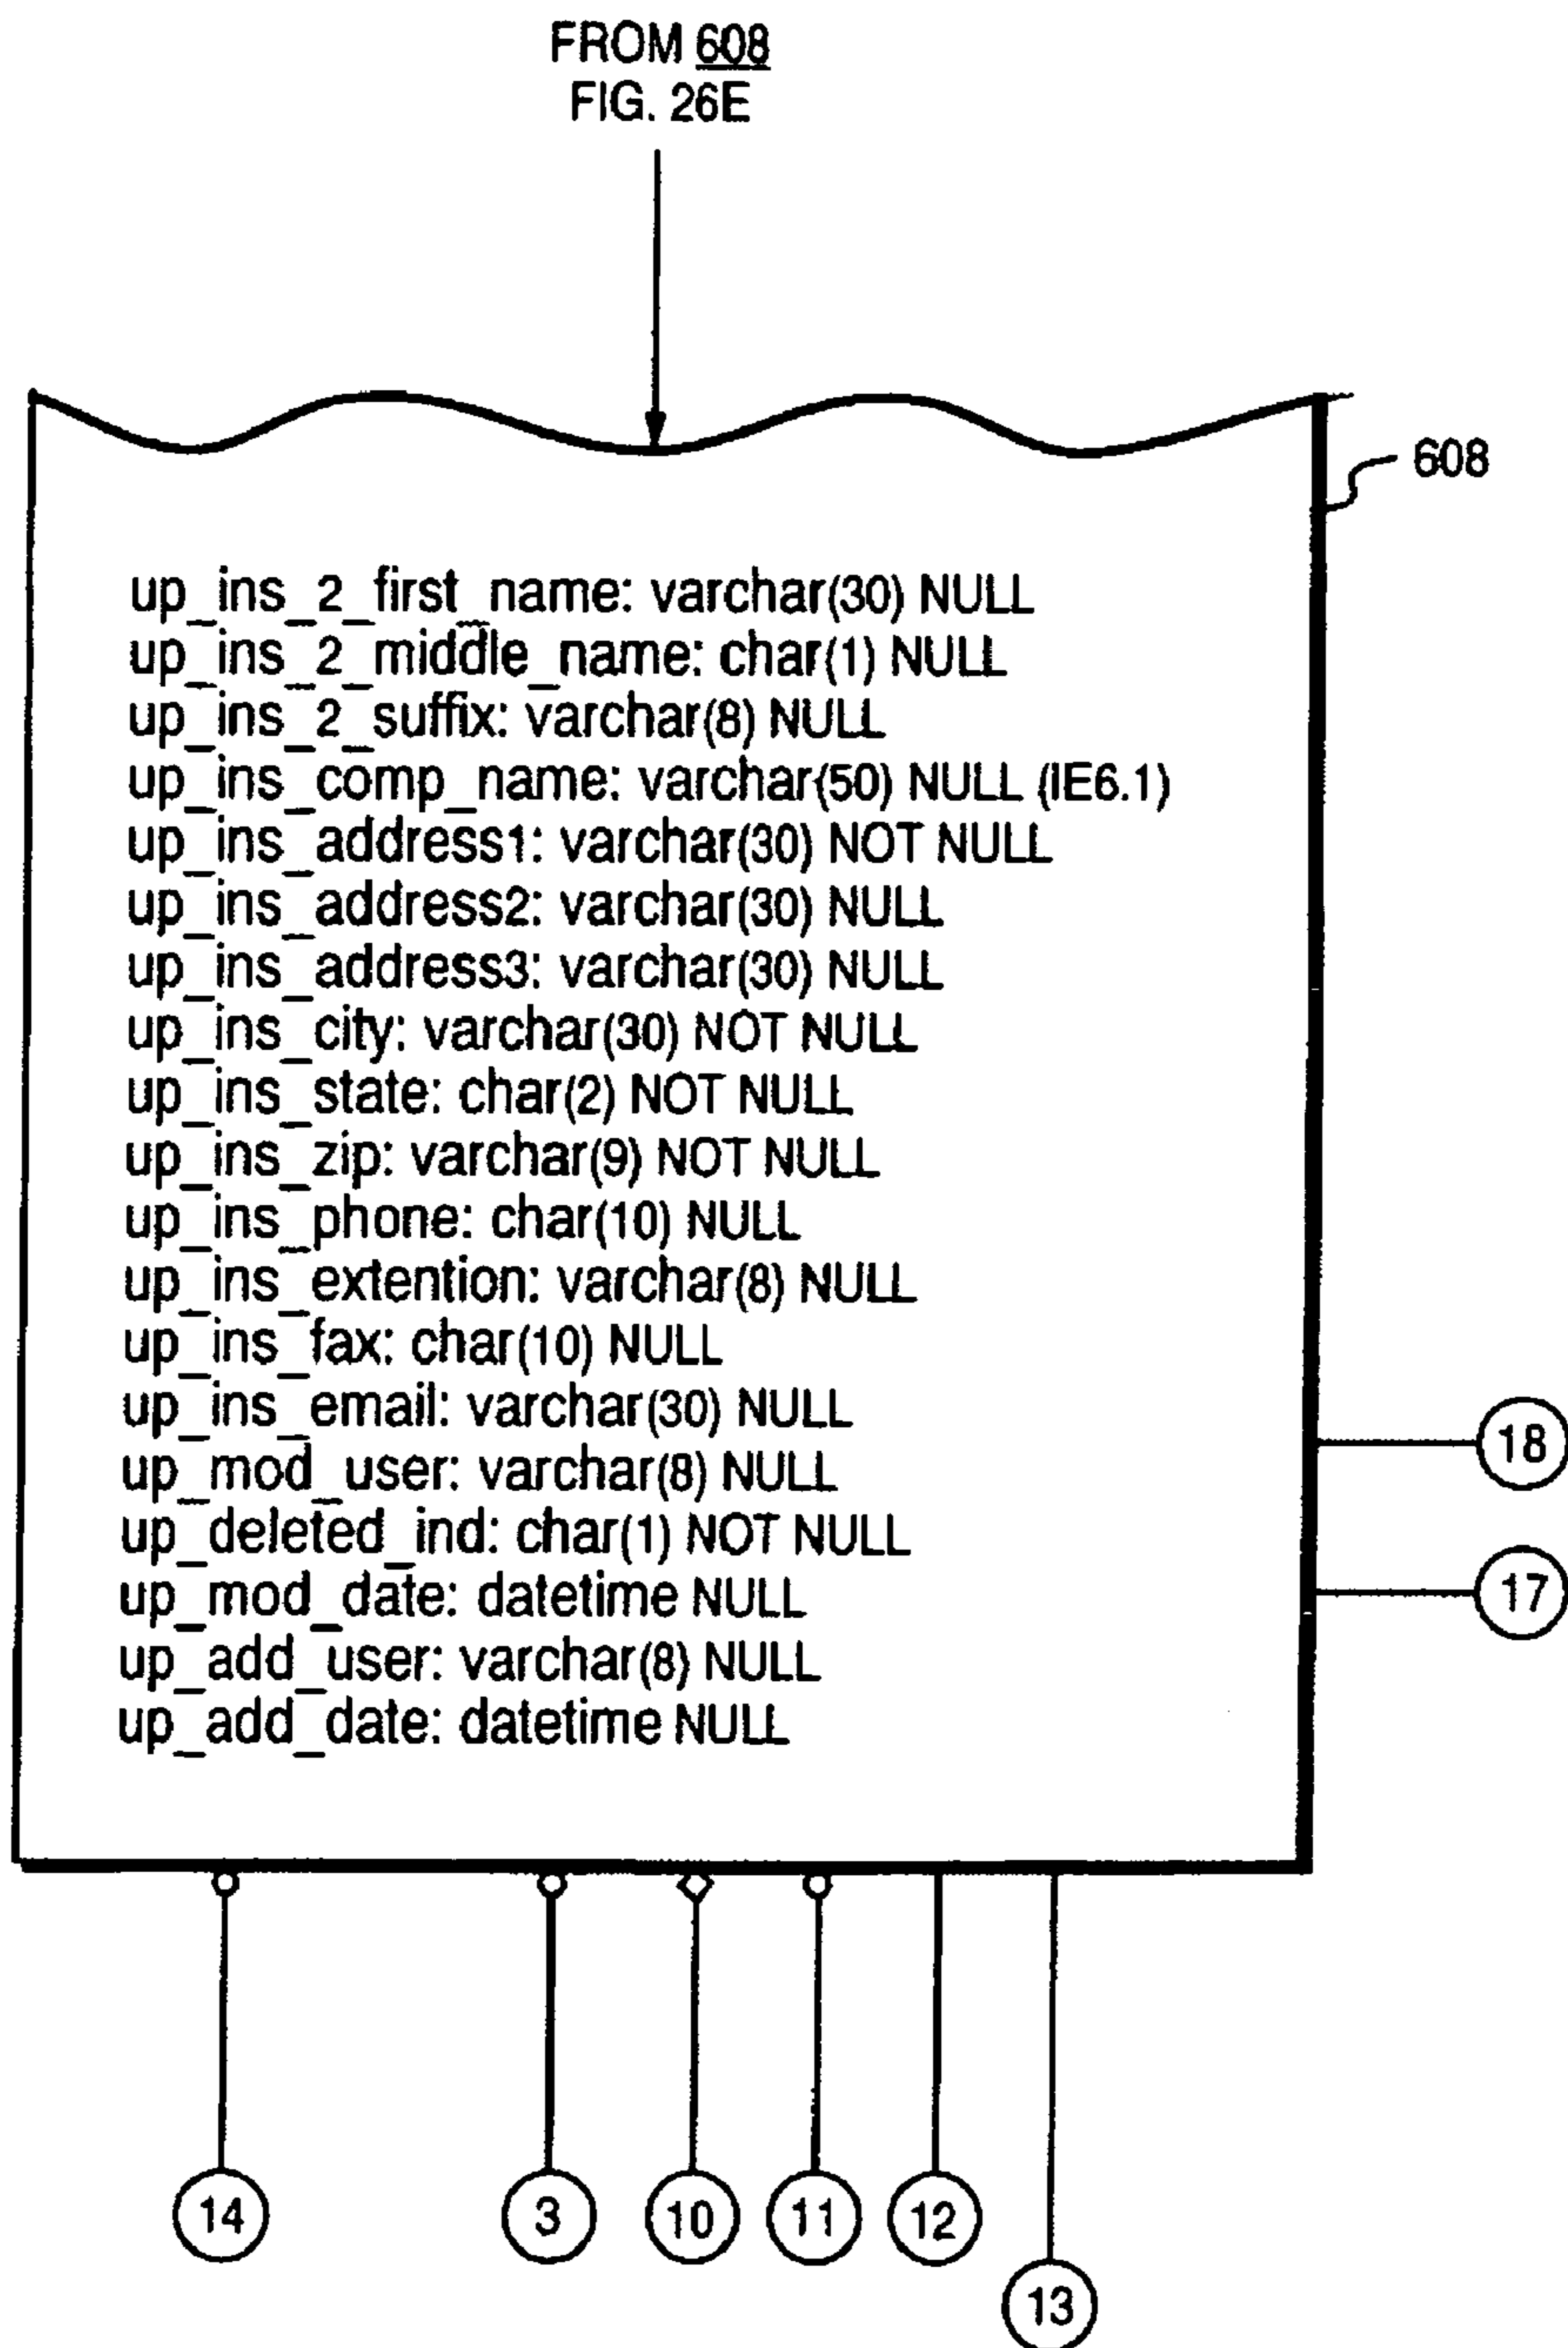 FROM 608
FIG. 26E
608
up_ins_2_first_name: varchar(30) NULL
up_ins_2_middle_name: char(1) NULL
up_ins_2_suffix: varchar(8) NULL
up_ins_comp_name: varchar(50) NULL (IE6.1)
up_ins_address1: varchar(30) NOT NULL
up_ins_address2: varchar(30) NULL
up_ins_address3: varchar(30) NULL
up_ins_city: varchar(30) NOT NULL
up_ins_state: char(2) NOT NULL
up_ins_zip: varchar(9) NOT NULL
up_ins_phone: char(10) NULL
up_ins_extention: varchar(8) NULL
up_ins_fax: char(10) NULL
up_ins_email: varchar(30) NULL
up_mod_user: varchar(8) NULL
up_deleted_ind: char(1) NOT NULL
up_mod_date: datetime NULL
up_add_user: varchar(8) NULL
up_add_date: datetime NULL
18
17
14 3 10 11 12
13